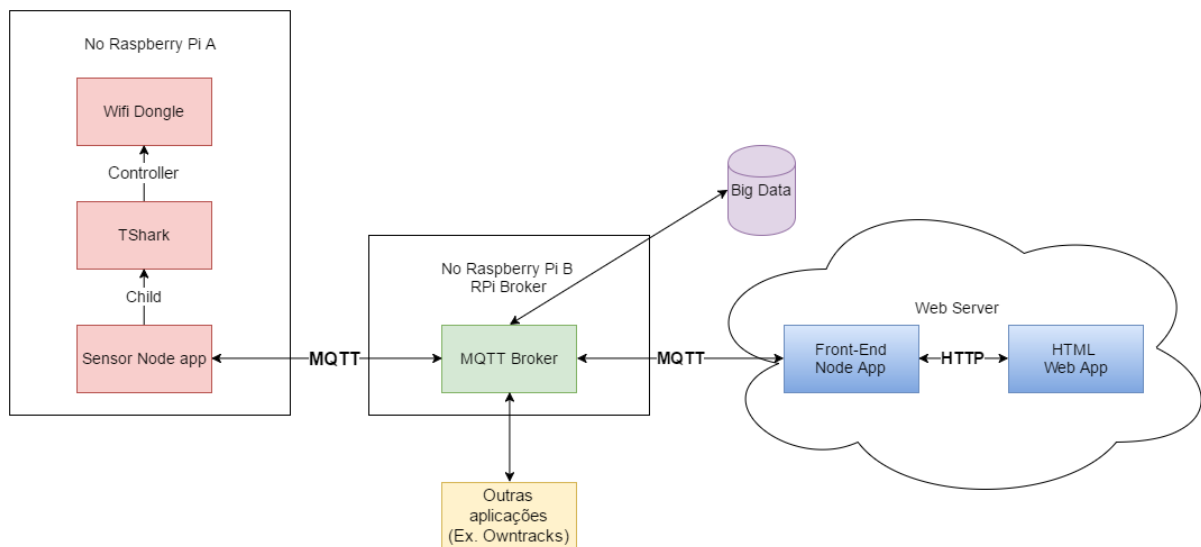 No Raspberry Pi A
Wifi Dongle
Controller
TShark
Child
Sensor Node app
MQTT
No Raspberry Pi B
RPi Broker
MQTT Broker
Big Data
MQTT
Outras
aplicações
(Ex. Owntracks)
Web Server
Front-End
Node App
HTTP
HTML
Web App